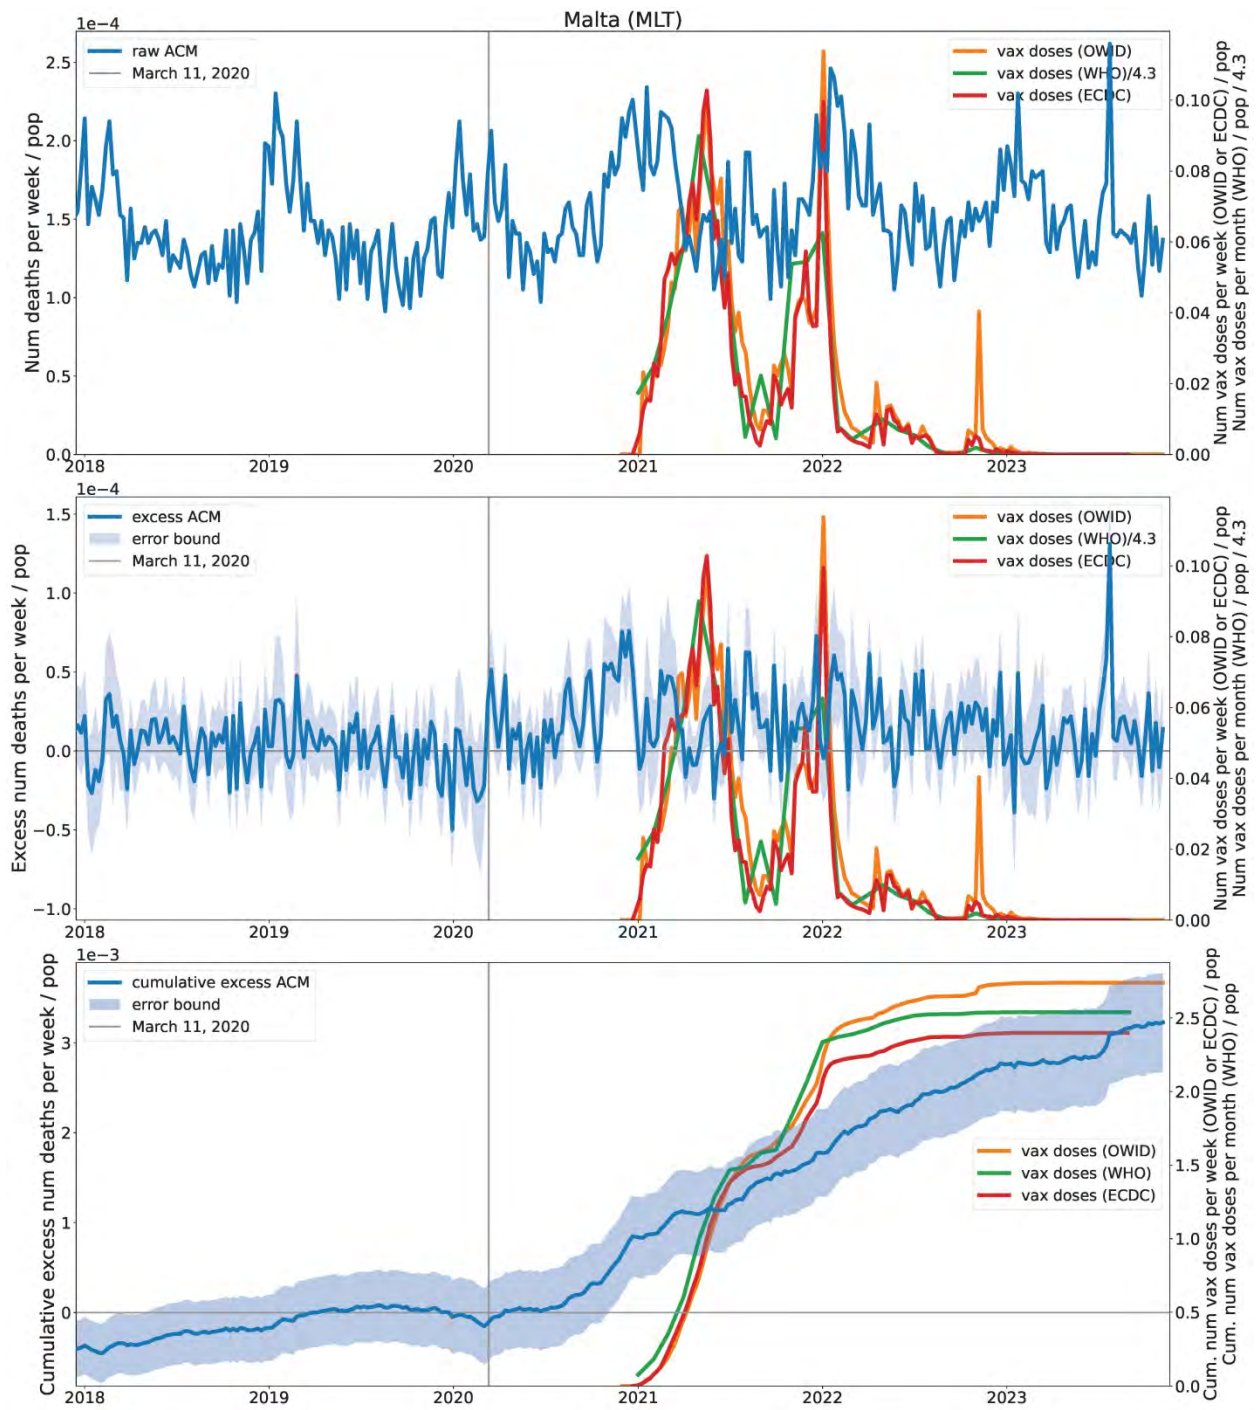 Malta (MLT)
1e−4
raw ACM
March 11, 2020
vax doses (OWID)
vax doses (WHO)/4.3
vax doses (ECDC)
Num deaths per week / pop
2.5
2.0
1.5
1.0
0.5
0.0
0.10
0.08
0.06
0.04
0.02
0.00
Num vax doses per week (OWID or ECDC) / pop
Num vax doses per month (WHO) / pop / 4.3
2018 2019 2020 2021 2022 2023
1e−4
excess ACM
error bound
March 11, 2020
vax doses (OWID)
vax doses (WHO)/4.3
vax doses (ECDC)
Excess num deaths per week / pop
1.5
1.0
0.5
0.0
−0.5
−1.0
0.10
0.08
0.06
0.04
0.02
0.00
Num vax doses per week (OWID or ECDC) / pop
Num vax doses per month (WHO) / pop / 4.3
2018 2019 2020 2021 2022 2023
1e−3
cumulative excess ACM
error bound
March 11, 2020
vax doses (OWID)
vax doses (WHO)
vax doses (ECDC)
Cumulative excess num deaths per week / pop
3
2
1
0
2.5
2.0
1.5
1.0
0.5
0.0
Cum. num vax doses per week (OWID or ECDC) / pop
Cum. num vax doses per month (WHO) / pop
2018 2019 2020 2021 2022 2023